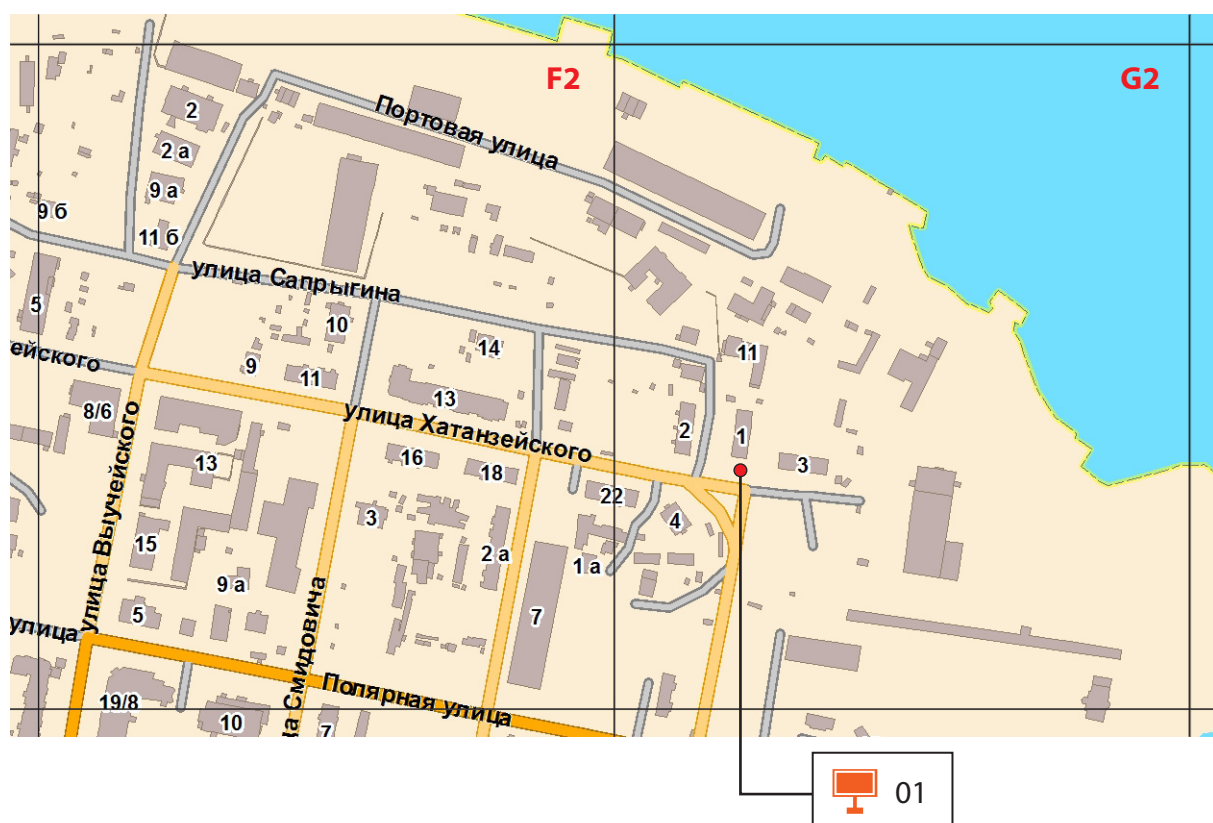 F2
G2
2
Портовая улица
2 а
9 а
9 б
11 б
улица Сапрыгина
5
10
14
11
ейского
9
11
13
8/6
улица Хатанзейского
2
1
16
18
3
13
22
3
4
15
2 а
1 а
9 а
улица Выучейского
5
7
улица
ца Смидовича
Полярная улица
19/8
10
7
01